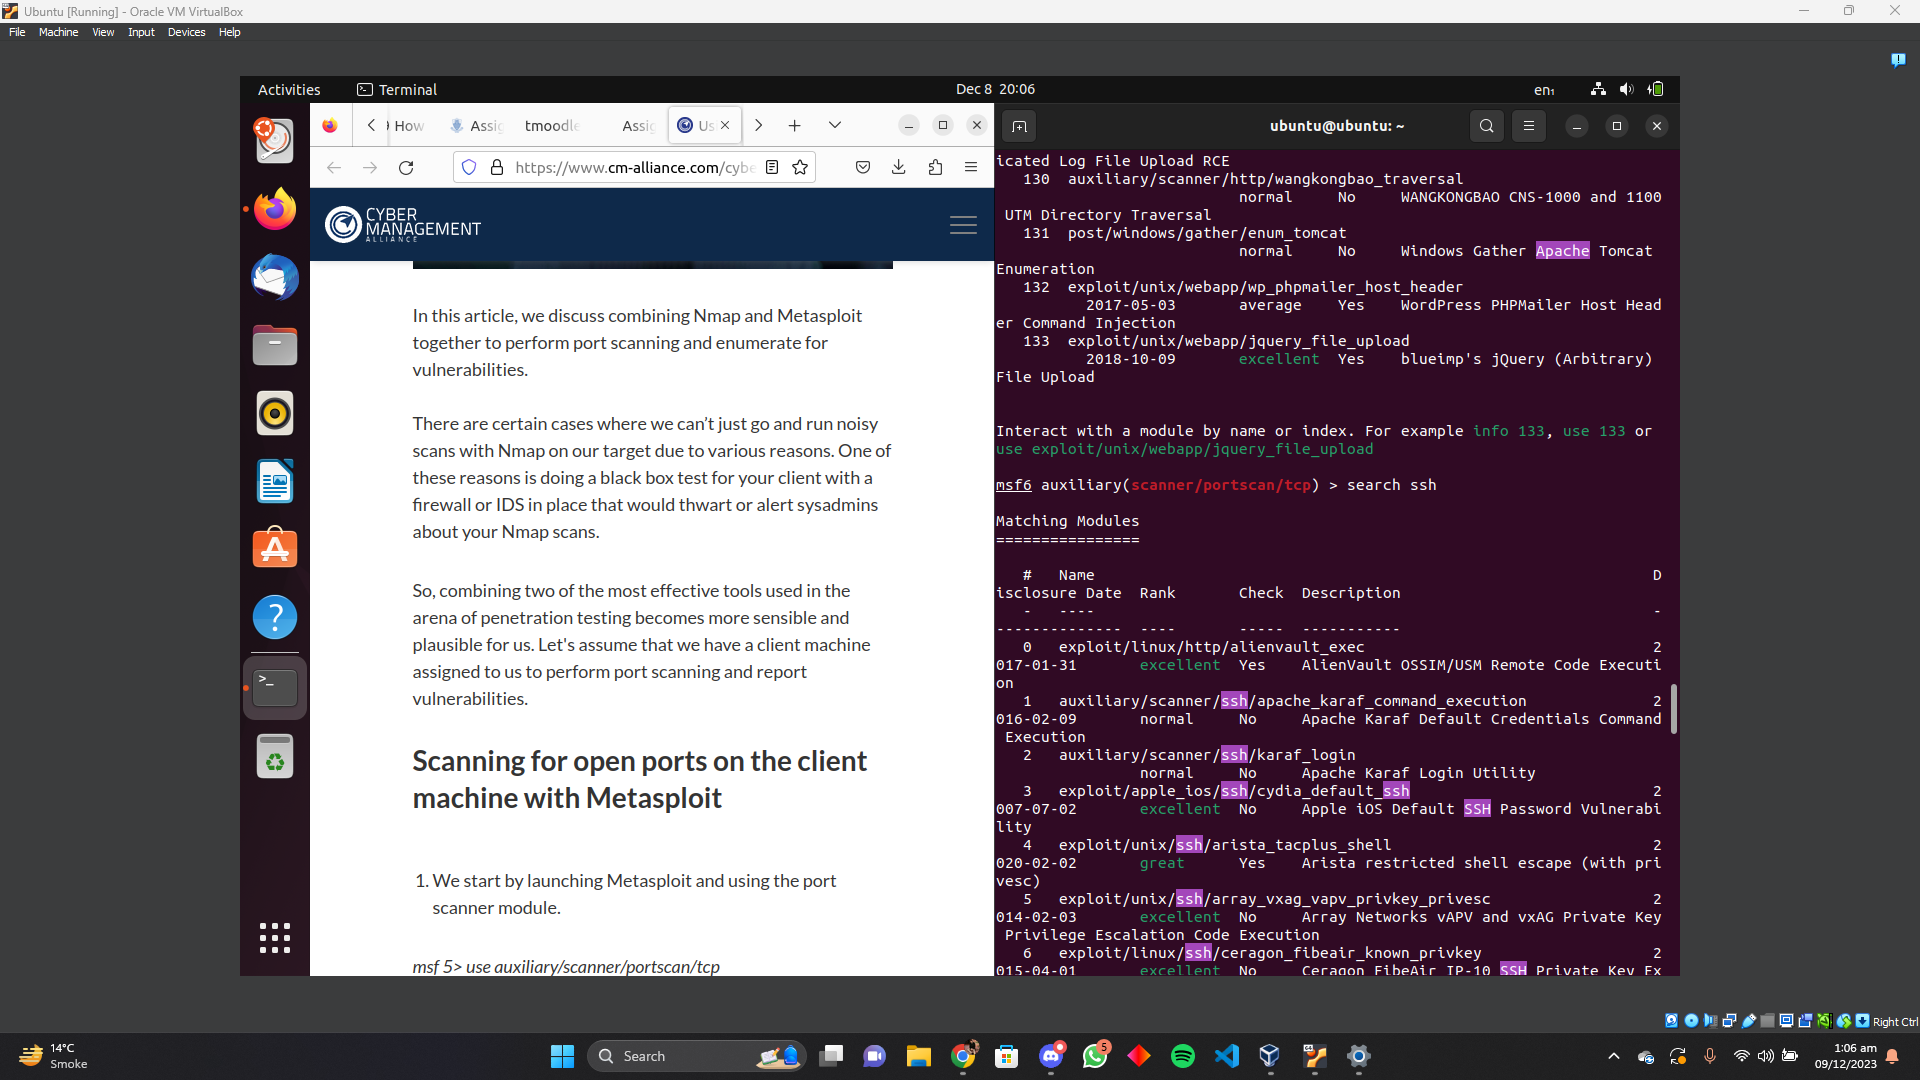 Ubuntu [Running] - Oracle VM VirtualBox
File Machine View Input Devices Help
Activities
Terminal
Dec 8 20:06
en₁
How
Assig
tmoodle
Assig
Us
https://www.cm-alliance.com/cybe
CYBER
MANAGEMENT
ALLIANCE
In this article, we discuss combining Nmap and Metasploit
together to perform port scanning and enumerate for
vulnerabilities.
There are certain cases where we can't just go and run noisy
scans with Nmap on our target due to various reasons. One of
these reasons is doing a black box test for your client with a
firewall or IDS in place that would thwart or alert sysadmins
about your Nmap scans.
So, combining two of the most effective tools used in the
arena of penetration testing becomes more sensible and
plausible for us. Let's assume that we have a client machine
assigned to us to perform port scanning and report
vulnerabilities.
Scanning for open ports on the client
machine with Metasploit
1. We start by launching Metasploit and using the port
scanner module.
msf 5> use auxiliary/scanner/portscan/tcp
ubuntu@ubuntu: ~
icated Log File Upload RCE
130 auxiliary/scanner/http/wangkongbao_traversal
normal No WANGKONGBAO CNS-1000 and 1100
UTM Directory Traversal
131 post/windows/gather/enum_tomcat
normal No Windows Gather Apache Tomcat
Enumeration
132 exploit/unix/webapp/wp_phpmailer_host_header
2017-05-03 average Yes WordPress PHPMailer Host Head
er Command Injection
133 exploit/unix/webapp/jquery_file_upload
2018-10-09 excellent Yes blueimp's jQuery (Arbitrary)
File Upload
Interact with a module by name or index. For example info 133, use 133 or
use exploit/unix/webapp/jquery_file_upload
msf6 auxiliary(scanner/portscan/tcp) > search ssh
Matching Modules
================
# Name D
isclosure Date Rank Check Description
- ---- -
-------------- ---- ----- -----------
0 exploit/linux/http/alienvault_exec 2
017-01-31 excellent Yes AlienVault OSSIM/USM Remote Code Executi
on
1 auxiliary/scanner/ssh/apache_karaf_command_execution 2
016-02-09 normal No Apache Karaf Default Credentials Command
Execution
2 auxiliary/scanner/ssh/karaf_login
normal No Apache Karaf Login Utility
3 exploit/apple_ios/ssh/cydia_default_ssh 2
007-07-02 excellent No Apple iOS Default SSH Password Vulnerabi
lity
4 exploit/unix/ssh/arista_tacplus_shell 2
020-02-02 great Yes Arista restricted shell escape (with pri
vesc)
5 exploit/unix/ssh/array_vxag_vapv_privkey_privesc 2
014-02-03 excellent No Array Networks vAPV and vxAG Private Key
Privilege Escalation Code Execution
6 exploit/linux/ssh/ceragon_fibeair_known_privkey 2
015-04-01 excellent No Ceragon FibeAir IP-10 SSH Private Key Ex
Right Ctrl
14°C
Smoke
Search
5
1:06 am
09/12/2023